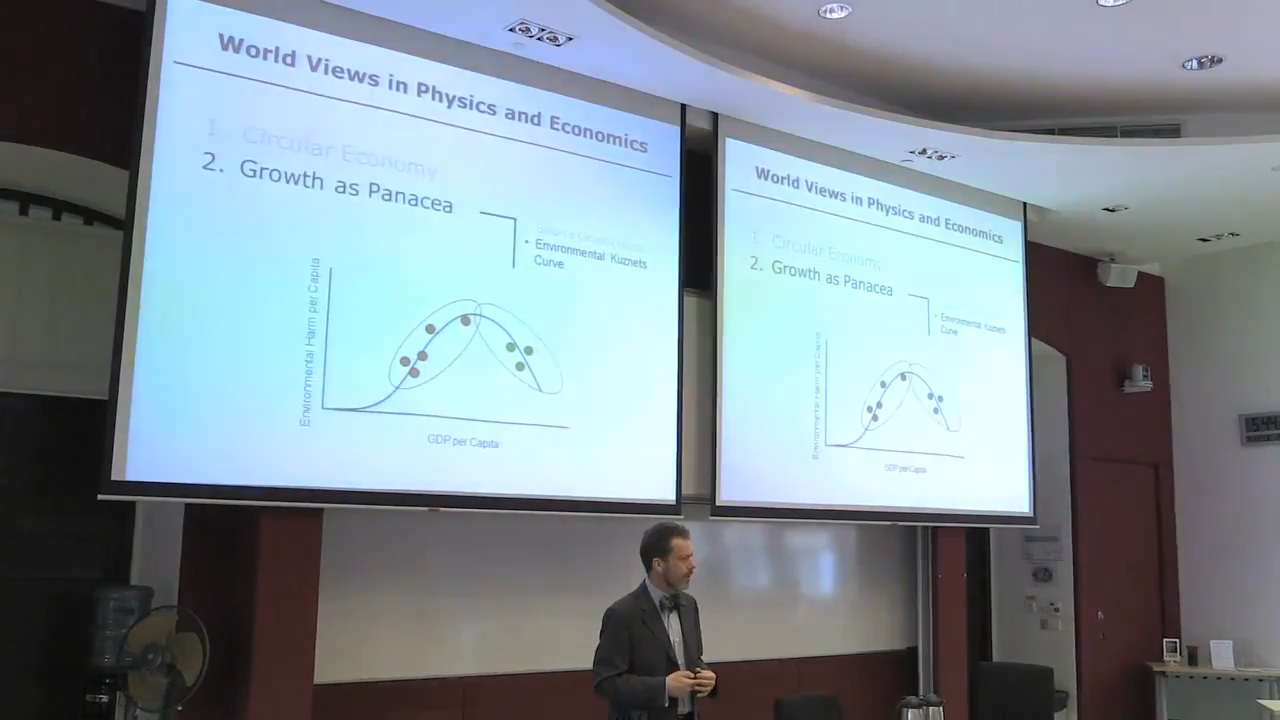 World Views in Physics and Economics
1. Circular Economy
2. Growth as Panacea
• Environmental Kuznets
Curve
Environmental Harm per Capita
GDP per Capita
World Views in Physics and Economics
1. Circular Economy
2. Growth as Panacea
• Environmental Kuznets
Curve
Environmental Harm per Capita
GDP per Capita